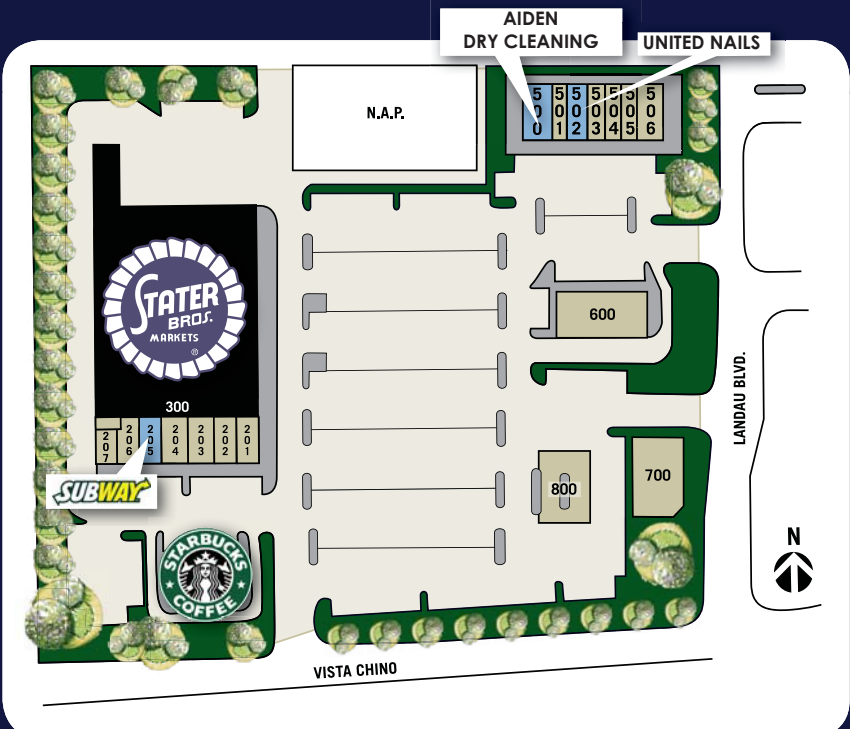 AIDEN
DRY CLEANING
UNITED NAILS
N.A.P.
500
501
502
503
504
505
506
STATER
BROS.
MARKETS
®
600
300
207
206
205
204
203
202
201
SUBWAY
LANDAU BLVD.
700
800
STARBUCKS
COFFEE
N
VISTA CHINO